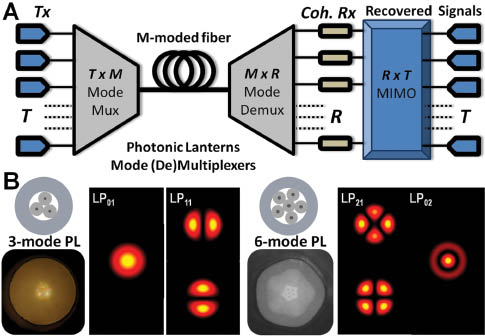 A
Tx
M-moded fiber
Coh. Rx
Recovered
Signals
T x M
Mode
Mux
M x R
Mode
Demux
R x T
MIMO
T
R
T
Photonic Lanterns
Mode (De)Multiplexers
B
3-mode PL
LP01
LP11
6-mode PL
LP21
LP02